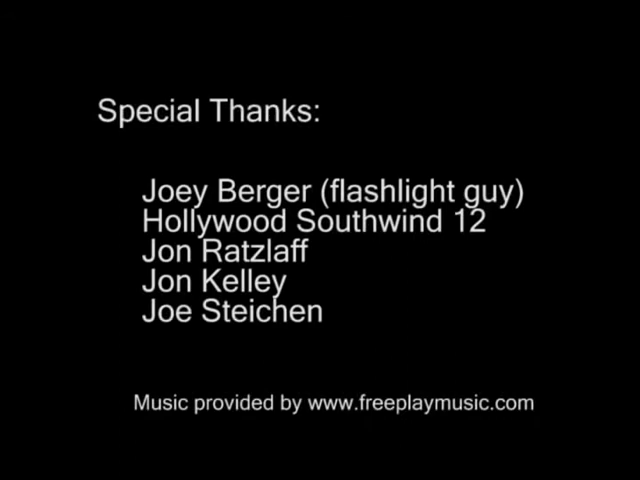 Special Thanks:
Joey Berger (flashlight guy)
Hollywood Southwind 12
Jon Ratzlaff
Jon Kelley
Joe Steichen
Music provided by www.freeplaymusic.com